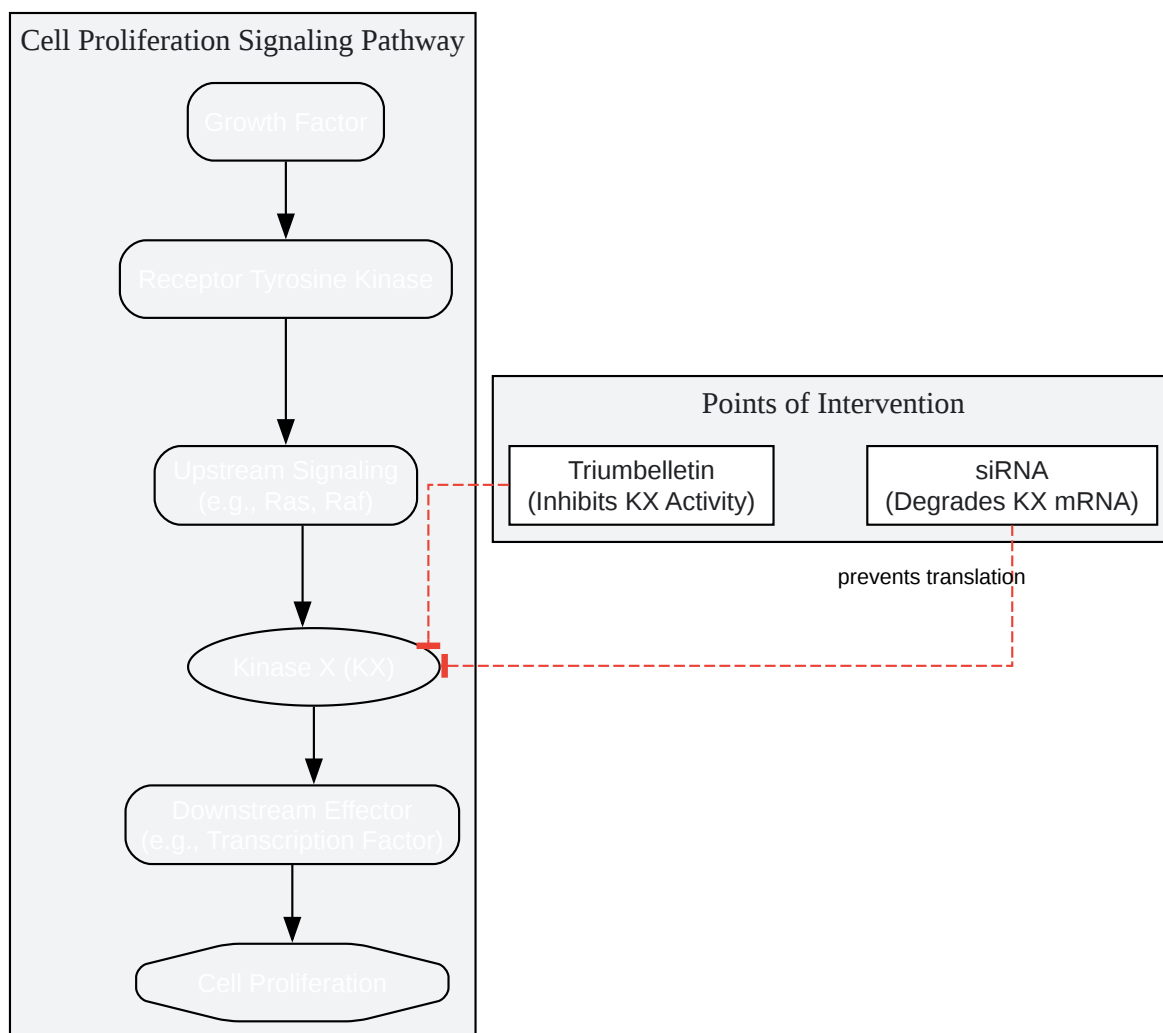 Cell Proliferation Signaling Pathway
Growth Factor
Receptor Tyrosine Kinase
Upstream Signaling
(e.g., Ras, Raf)
Kinase X (KX)
Downstream Effector
(e.g., Transcription Factor)
Cell Proliferation
Points of Intervention
Triumbelletin
(Inhibits KX Activity)
siRNA
(Degrades KX mRNA)
prevents translation